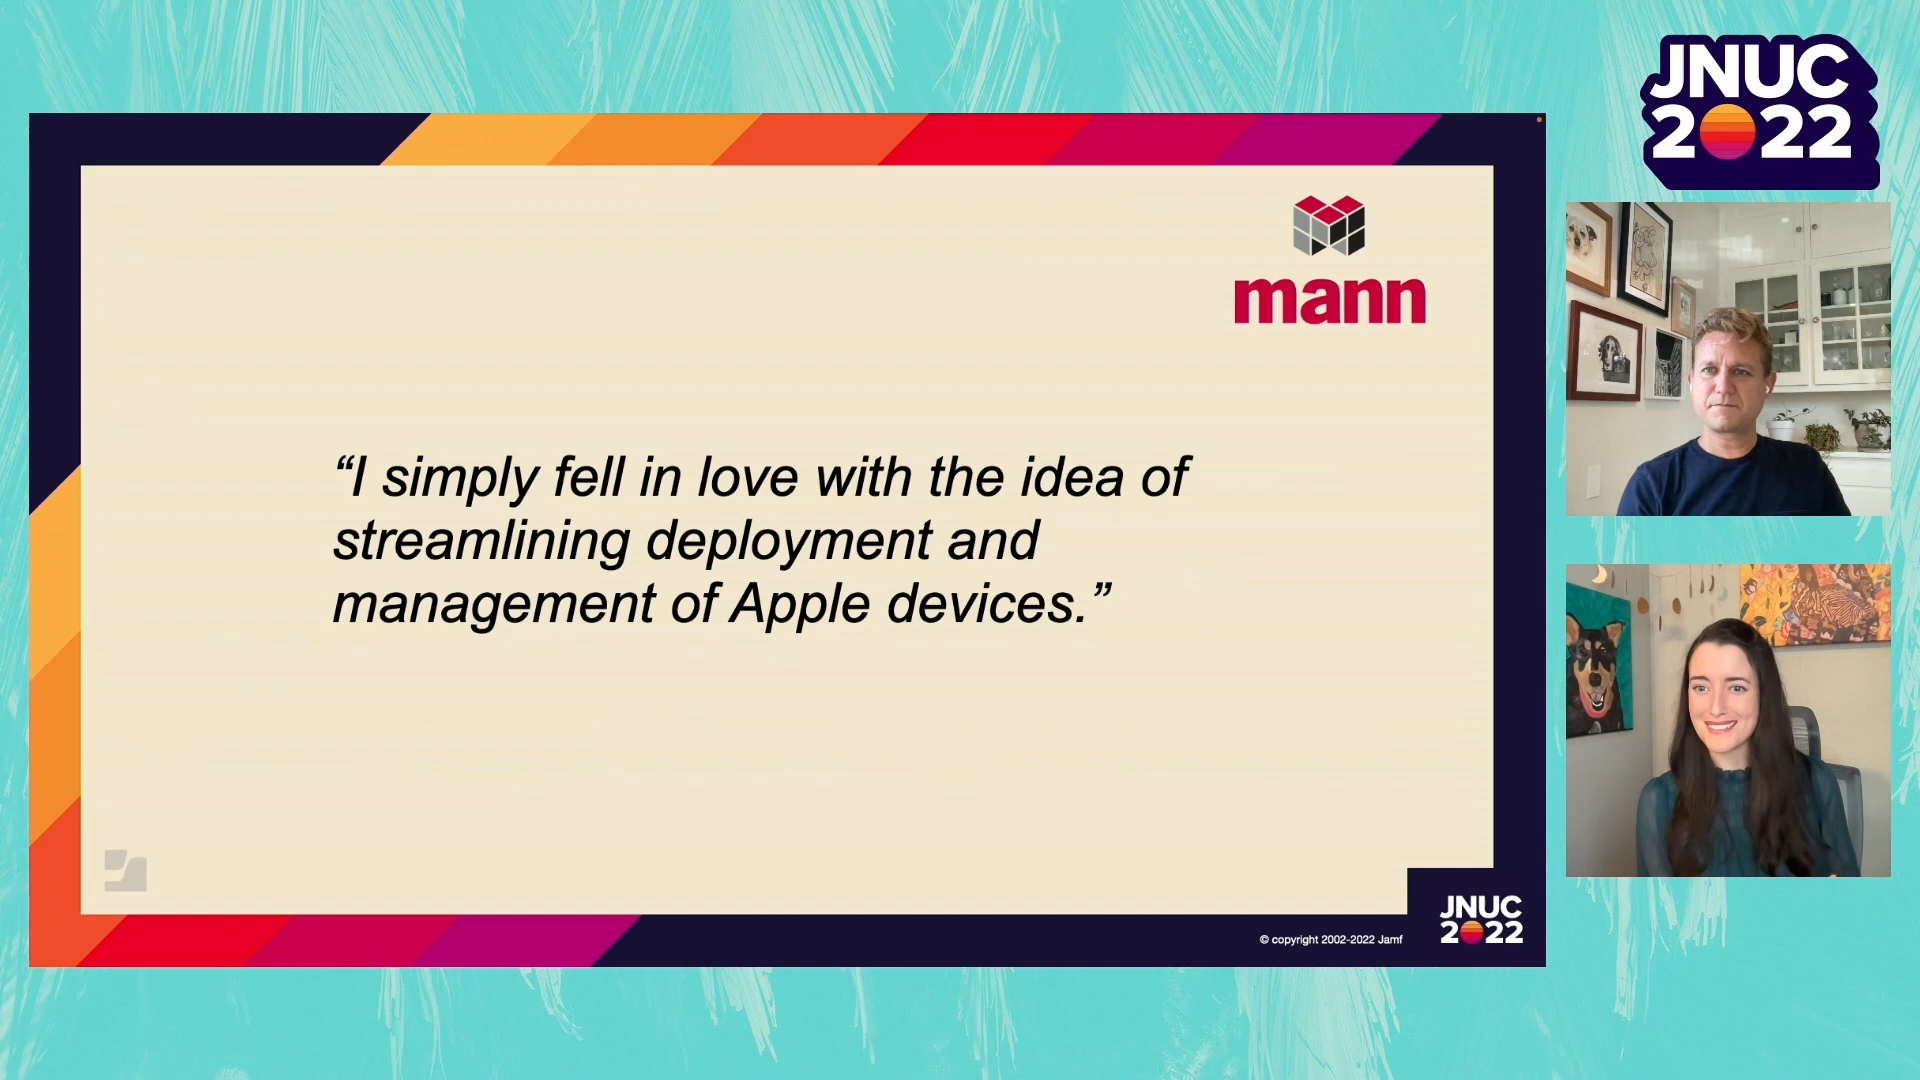 JNUC
2022
mann
“I simply fell in love with the idea of
streamlining deployment and
management of Apple devices.”
© copyright 2002-2022 Jamf
JNUC
2022